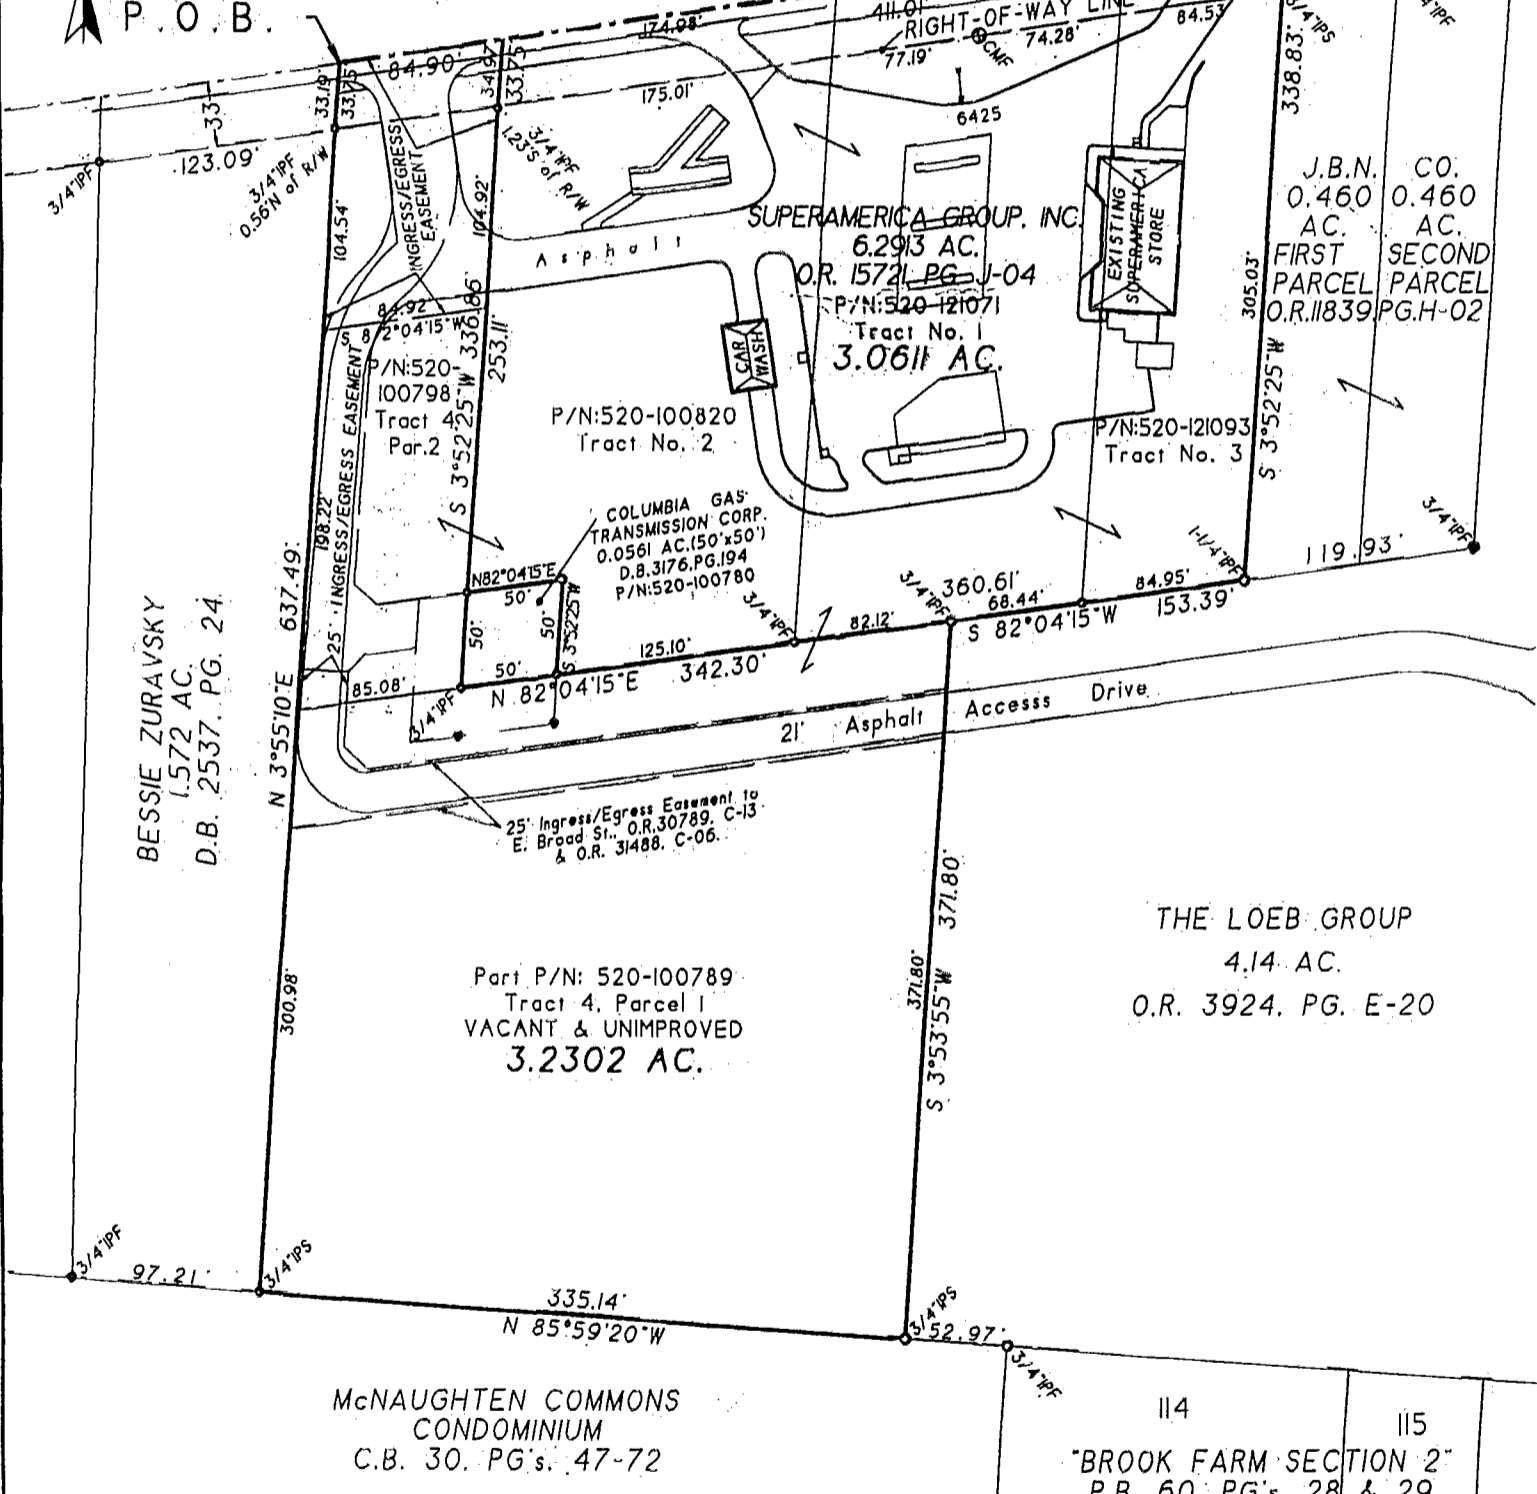 P.O.B.
174.98'
411.01'
RIGHT-OF-WAY LINE
84.53'
74.28'
77.19'
CMF
84.90'
34.97'
33.75'
33.19'
33.75'
33'
175.01'
6425
123.09'
3/4"IPF
3/4"IPF
0.56'N of R/W
3/4"IPF
1.23'S of R/W
3/4"IPS
338.83'
INGRESS/EGRESS
EASEMENT
INGRESS/EGRESS
EASEMENT
104.54'
104.92'
Asphalt
SUPERAMERICA GROUP, INC.
6.2913 AC.
O.R. 15721, PG. J-04
P/N:520-121071
Tract No. 1
3.0611 AC.
EXISTING
SUPERAMERICA
STORE
J.B.N. CO.
0.460 0.460
AC. AC.
FIRST SECOND
PARCEL PARCEL
O.R.11839,PG.H-02
305.03'
S 3°52'25"W
S 82°04'15"W
P/N:520-
100798
Tract 4
Par.2
S 3°52'25"W 336.86'
253.11'
CAR
WASH
P/N:520-100820
Tract No. 2
P/N:520-121093
Tract No. 3
25' INGRESS/EGRESS EASEMENT
198.22'
COLUMBIA GAS
TRANSMISSION CORP.
0.0561 AC.(50'x50')
D.B.3176,PG.194
P/N:520-100780
N82°04'15"E
50'
50'
50'
S 3°52'25"W
50'
3/4"IPF
3/4"IPF
1-1/4"IPF
3/4"IPF
119.93'
360.61'
84.95'
68.44'
153.39'
S 82°04'15"W
82.12'
125.10'
342.30'
N 82°04'15"E
85.08'
3/4"IPF
637.49'
N 3°55'10"E
BESSIE ZURAVSKY
1.572 AC.
D.B. 2537, PG. 24
21' Asphalt Accesss Drive
25' Ingress/Egress Easement to
E. Broad St., O.R.30789, C-13
& O.R. 31488, C-06.
371.80'
371.80'
S 3°53'55"W
300.98'
THE LOEB GROUP
4.14 AC.
O.R. 3924, PG. E-20
Part P/N: 520-100789
Tract 4, Parcel 1
VACANT & UNIMPROVED
3.2302 AC.
3/4"IPF
97.21'
3/4"IPS
335.14'
N 85°59'20"W
3/4"IPS
52.97'
3/4"IPF
McNAUGHTEN COMMONS
CONDOMINIUM
C.B. 30, PG's. 47-72
114
115
"BROOK FARM SECTION 2"
P.B. 60, PG's. 28 & 29